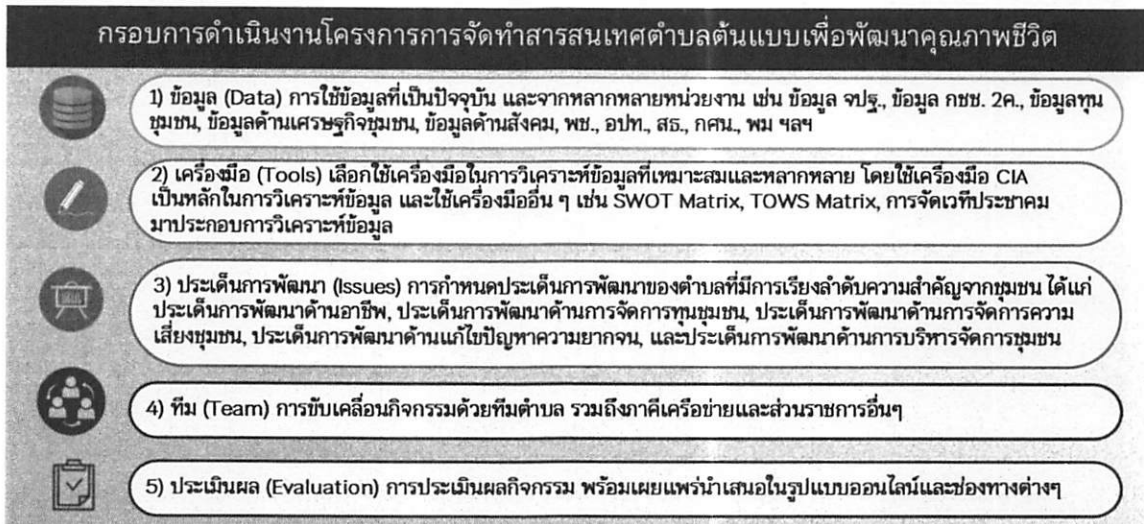 กรอบการดำเนินงานโครงการการจัดทำสารสนเทศตำบลต้นแบบเพื่อพัฒนาคุณภาพชีวิต
1) ข้อมูล (Data) การใช้ข้อมูลที่เป็นปัจจุบัน และจากหลากหลายหน่วยงาน เช่น ข้อมูล จปฐ., ข้อมูล กชช. 2ค., ข้อมูลทุน
ชุมชน, ข้อมูลด้านเศรษฐกิจชุมชน, ข้อมูลด้านสังคม, พช., อปท., สธ., กศน., พม ฯลฯ
2) เครื่องมือ (Tools) เลือกใช้เครื่องมือในการวิเคราะห์ข้อมูลที่เหมาะสมและหลากหลาย โดยใช้เครื่องมือ CIA
เป็นหลักในการวิเคราะห์ข้อมูล และใช้เครื่องมืออื่น ๆ เช่น SWOT Matrix, TOWS Matrix, การจัดเวทีประชาคม
มาประกอบการวิเคราะห์ข้อมูล
3) ประเด็นการพัฒนา (Issues) การกำหนดประเด็นการพัฒนาของตำบลที่มีการเรียงลำดับความสำคัญจากชุมชน ได้แก่
ประเด็นการพัฒนาด้านอาชีพ, ประเด็นการพัฒนาด้านการจัดการทุนชุมชน, ประเด็นการพัฒนาด้านการจัดการความ
เสี่ยงชุมชน, ประเด็นการพัฒนาด้านแก้ไขปัญหาความยากจน, และประเด็นการพัฒนาด้านการบริหารจัดการชุมชน
4) ทีม (Team) การขับเคลื่อนกิจกรรมด้วยทีมตำบล รวมถึงภาคีเครือข่ายและส่วนราชการอื่นๆ
5) ประเมินผล (Evaluation) การประเมินผลกิจกรรม พร้อมเผยแพร่นำเสนอในรูปแบบออนไลน์และช่องทางต่างๆ